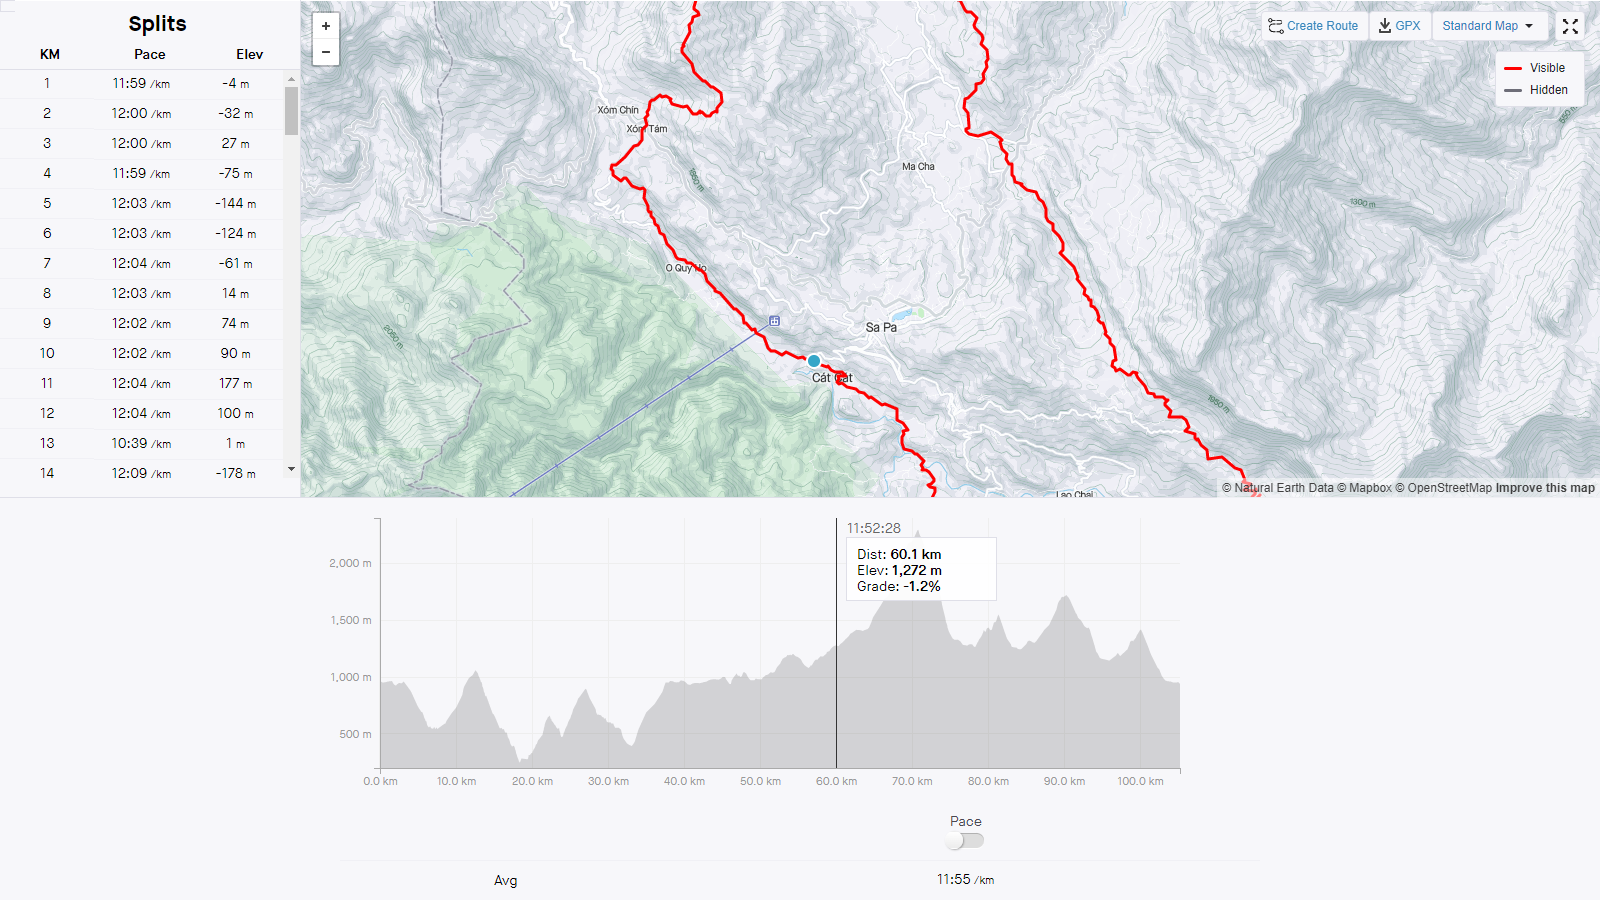 Splits
KM Pace Elev
1 11:59 /km -4 m
2 12:00 /km -32 m
3 12:00 /km 27 m
4 11:59 /km -75 m
5 12:03 /km -144 m
6 12:03 /km -124 m
7 12:04 /km -61 m
8 12:03 /km 14 m
9 12:02 /km 74 m
10 12:02 /km 90 m
11 12:04 /km 177 m
12 12:04 /km 100 m
13 10:39 /km 1 m
14 12:09 /km -178 m
+
−
Create Route GPX Standard Map
Visible
Hidden
550 m
Xóm Chín
Xóm Tám
Ma Cha
1850 m
1300 m
O Quy Ho
2050 m
Sa Pa
Cát Cát
1950 m
Lao Chai
© Natural Earth Data © Mapbox © OpenStreetMap Improve this map
11:52:28
Dist: 60.1 km
Elev: 1,272 m
Grade: -1.2%
2,000 m
1,500 m
1,000 m
500 m
0.0 km 10.0 km 20.0 km 30.0 km 40.0 km 50.0 km 60.0 km 70.0 km 80.0 km 90.0 km 100.0 km
Pace
Avg 11:55 /km